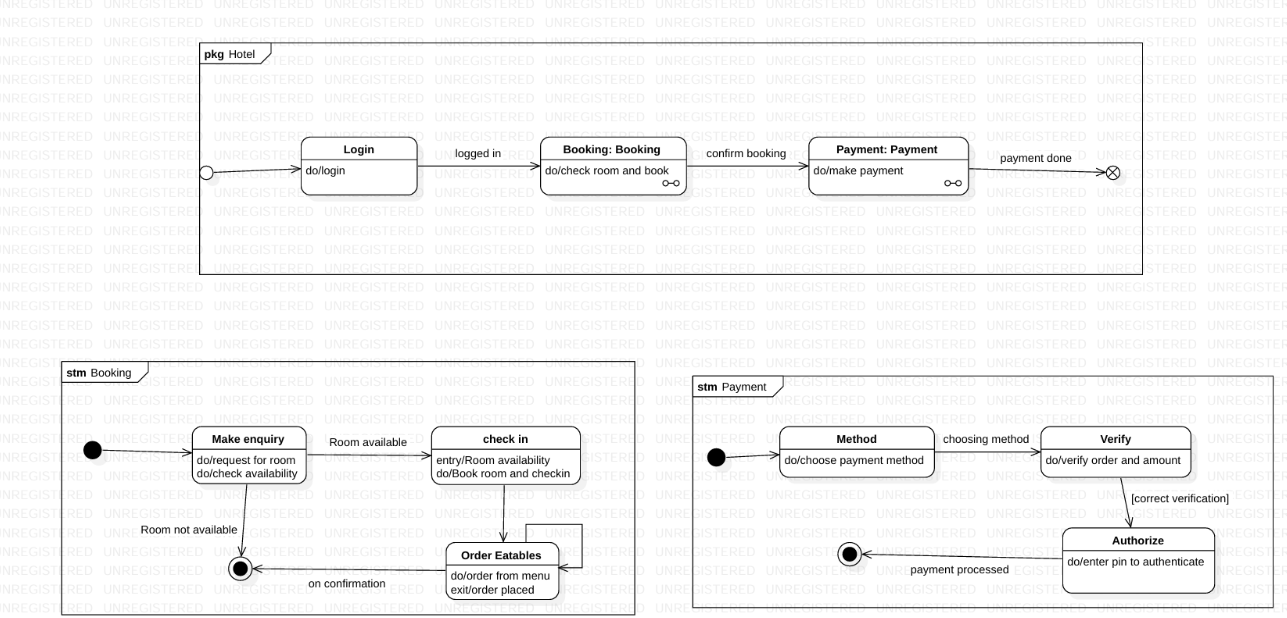 pkg Hotel
Login
do/login
logged in
Booking: Booking
do/check room and book
confirm booking
Payment: Payment
do/make payment
payment done
stm Booking
Make enquiry
do/request for room
do/check availability
Room available
check in
entry/Room availability
do/Book room and checkin
Room not available
Order Eatables
do/order from menu
exit/order placed
on confirmation
stm Payment
Method
do/choose payment method
choosing method
Verify
do/verify order and amount
[correct verification]
Authorize
do/enter pin to authenticate
payment processed
UNREGISTERED